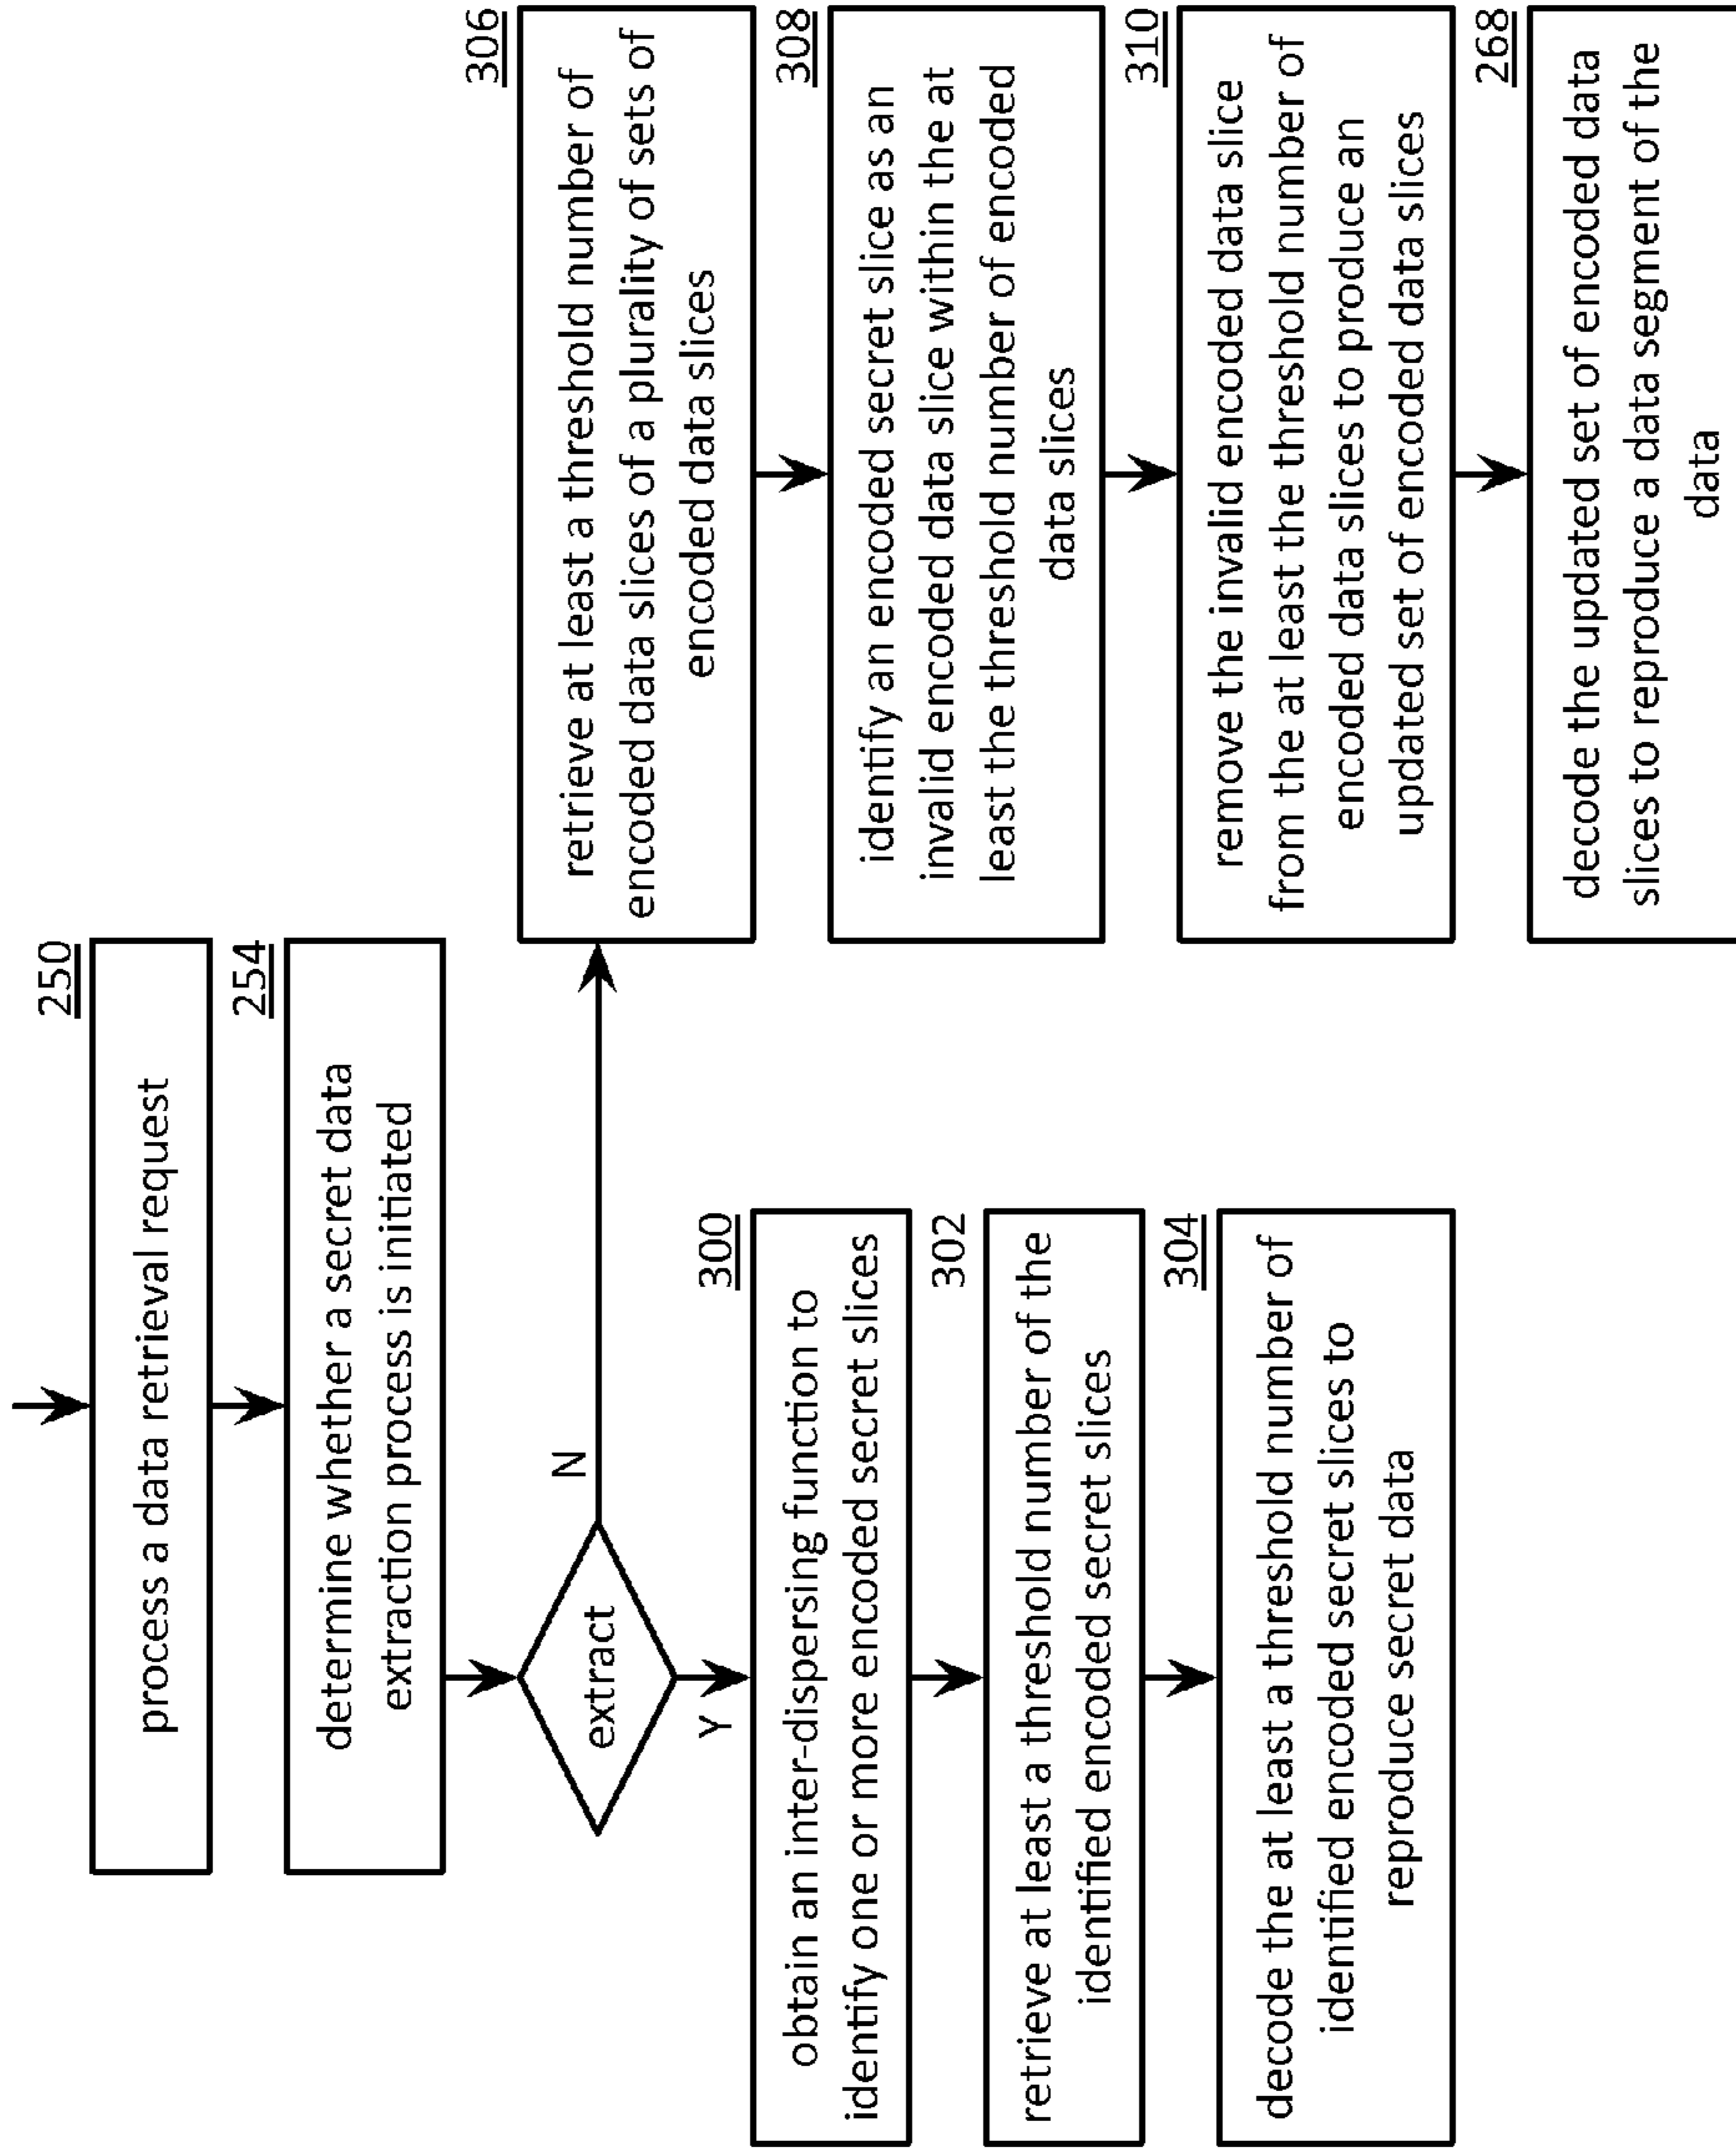 250
process a data retrieval request
254
determine whether a secret data
extraction process is initiated
extract
N
Y
300
obtain an inter-dispersing function to
identify one or more encoded secret slices
302
retrieve at least a threshold number of the
identified encoded secret slices
304
decode the at least a threshold number of
identified encoded secret slices to
reproduce secret data
306
retrieve at least a threshold number of
encoded data slices of a plurality of sets of
encoded data slices
308
identify an encoded secret slice as an
invalid encoded data slice within the at
least the threshold number of encoded
data slices
310
remove the invalid encoded data slice
from the at least the threshold number of
encoded data slices to produce an
updated set of encoded data slices
268
decode the updated set of encoded data
slices to reproduce a data segment of the
data